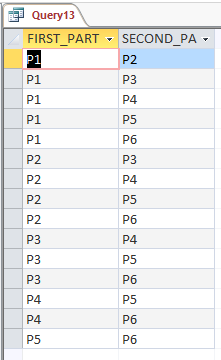 Query13
FIRST_PART SECOND_PA
P1 P2
P1 P3
P1 P4
P1 P5
P1 P6
P2 P3
P2 P4
P2 P5
P2 P6
P3 P4
P3 P5
P3 P6
P4 P5
P4 P6
P5 P6